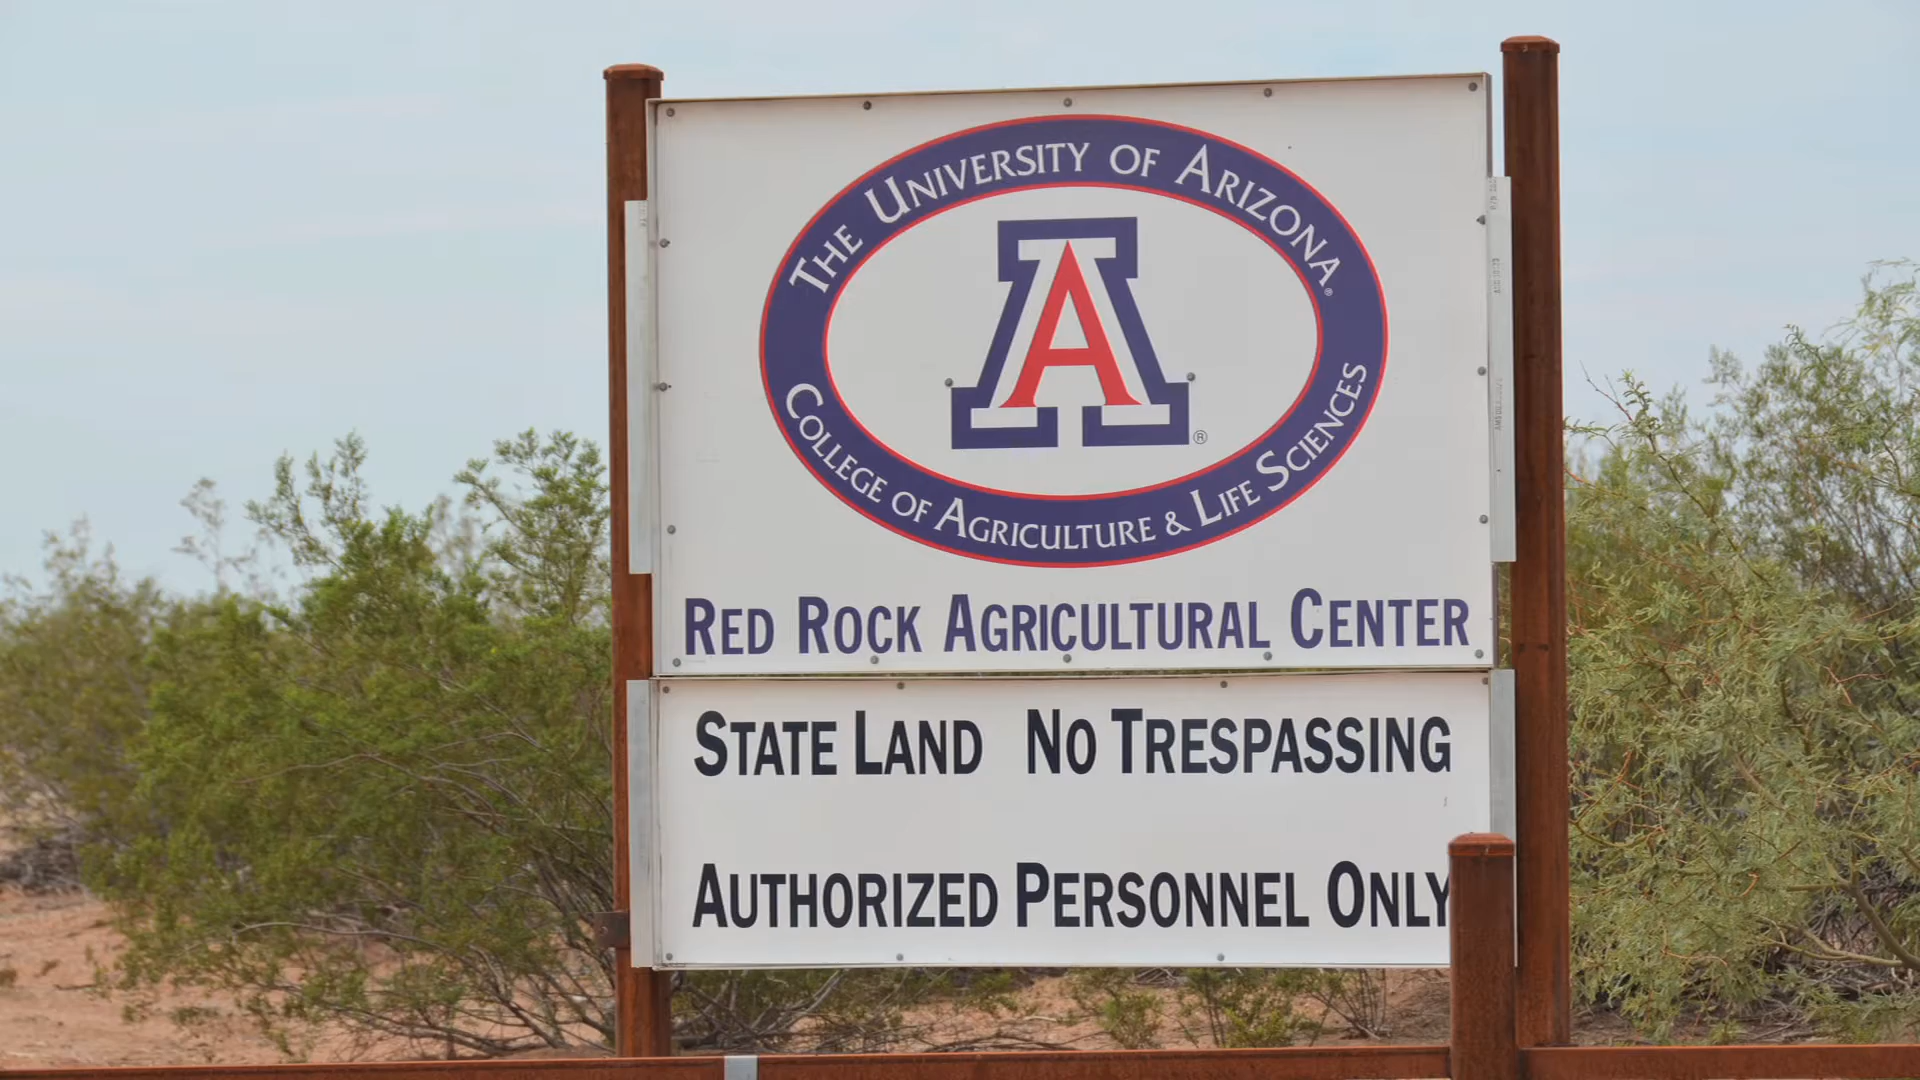 THE UNIVERSITY OF ARIZONA®
A®
COLLEGE OF AGRICULTURE & LIFE SCIENCES
RED ROCK AGRICULTURAL CENTER
STATE LAND NO TRESPASSING
AUTHORIZED PERSONNEL ONLY